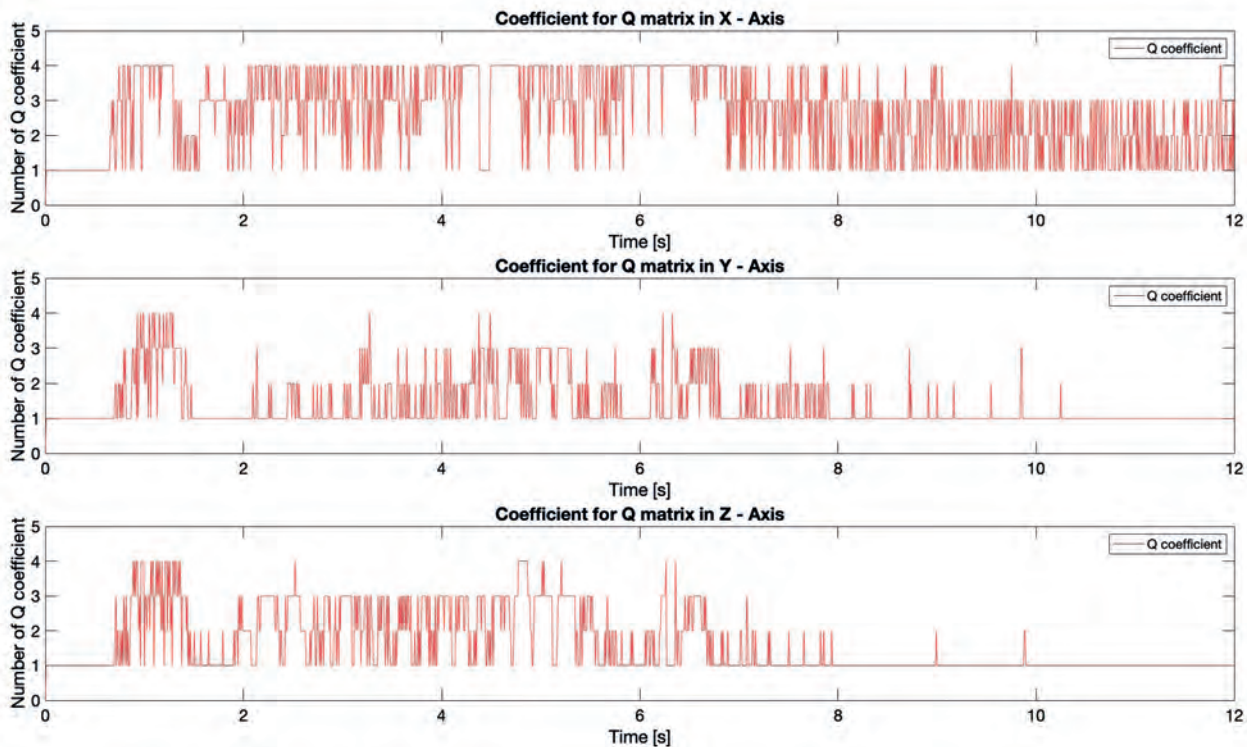 Coefficient for Q matrix in X - Axis
5
4
3
2
1
0
Number of Q coefficient
Q coefficient
0 2 4 6 8 10 12
Time [s]
Coefficient for Q matrix in Y - Axis
5
4
3
2
1
0
Number of Q coefficient
Q coefficient
0 2 4 6 8 10 12
Time [s]
Coefficient for Q matrix in Z - Axis
5
4
3
2
1
0
Number of Q coefficient
Q coefficient
0 2 4 6 8 10 12
Time [s]